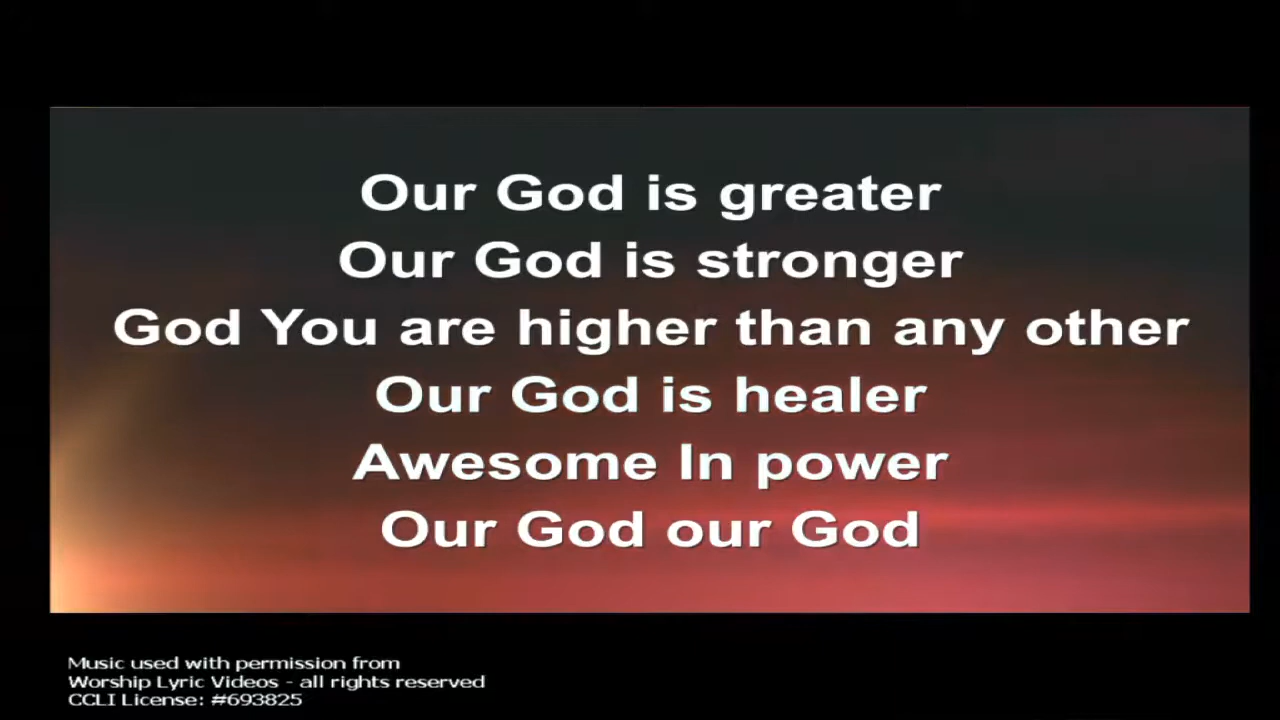 Our God is greater
Our God is stronger
God You are higher than any other
Our God is healer
Awesome In power
Our God our God
Music used with permission from
Worship Lyric Videos - all rights reserved
CCLI License: #693825